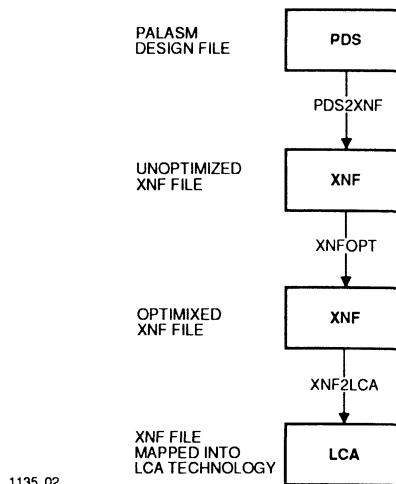 PALASM
DESIGN FILE
PDS
PDS2XNF
UNOPTIMIZED
XNF FILE
XNF
XNFOPT
OPTIMIXED
XNF FILE
XNF
XNF2LCA
XNF FILE
MAPPED INTO
LCA TECHNOLOGY
LCA
1135 02